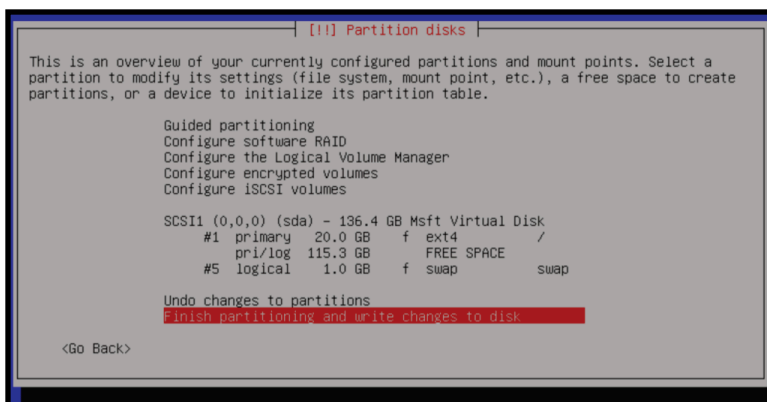 [!!] Partition disks
This is an overview of your currently configured partitions and mount points. Select a
partition to modify its settings (file system, mount point, etc.), a free space to create
partitions, or a device to initialize its partition table.
Guided partitioning
Configure software RAID
Configure the Logical Volume Manager
Configure encrypted volumes
Configure iSCSI volumes
SCSI1 (0,0,0) (sda) - 136.4 GB Msft Virtual Disk
#1 primary 20.0 GB f ext4 /
pri/log 115.3 GB FREE SPACE
#5 logical 1.0 GB f swap swap
Undo changes to partitions
Finish partitioning and write changes to disk
<Go Back>